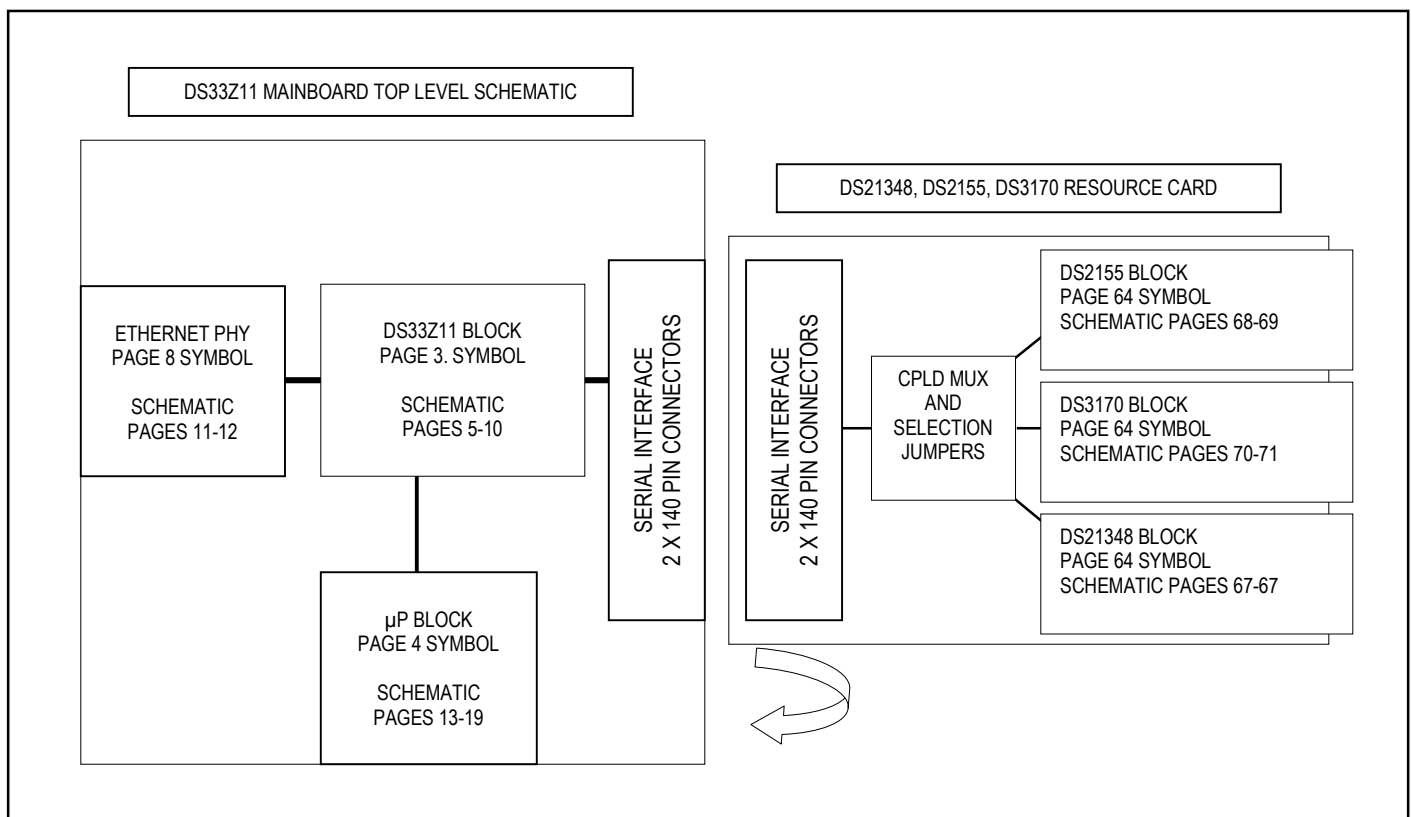 DS33Z11 MAINBOARD TOP LEVEL SCHEMATIC
DS21348, DS2155, DS3170 RESOURCE CARD
ETHERNET PHY
PAGE 8 SYMBOL
SCHEMATIC
PAGES 11-12
DS33Z11 BLOCK
PAGE 3. SYMBOL
SCHEMATIC
PAGES 5-10
µP BLOCK
PAGE 4 SYMBOL
SCHEMATIC
PAGES 13-19
SERIAL INTERFACE
2 X 140 PIN CONNECTORS
SERIAL INTERFACE
2 X 140 PIN CONNECTORS
CPLD MUX
AND
SELECTION
JUMPERS
DS2155 BLOCK
PAGE 64 SYMBOL
SCHEMATIC PAGES 68-69
DS3170 BLOCK
PAGE 64 SYMBOL
SCHEMATIC PAGES 70-71
DS21348 BLOCK
PAGE 64 SYMBOL
SCHEMATIC PAGES 67-67